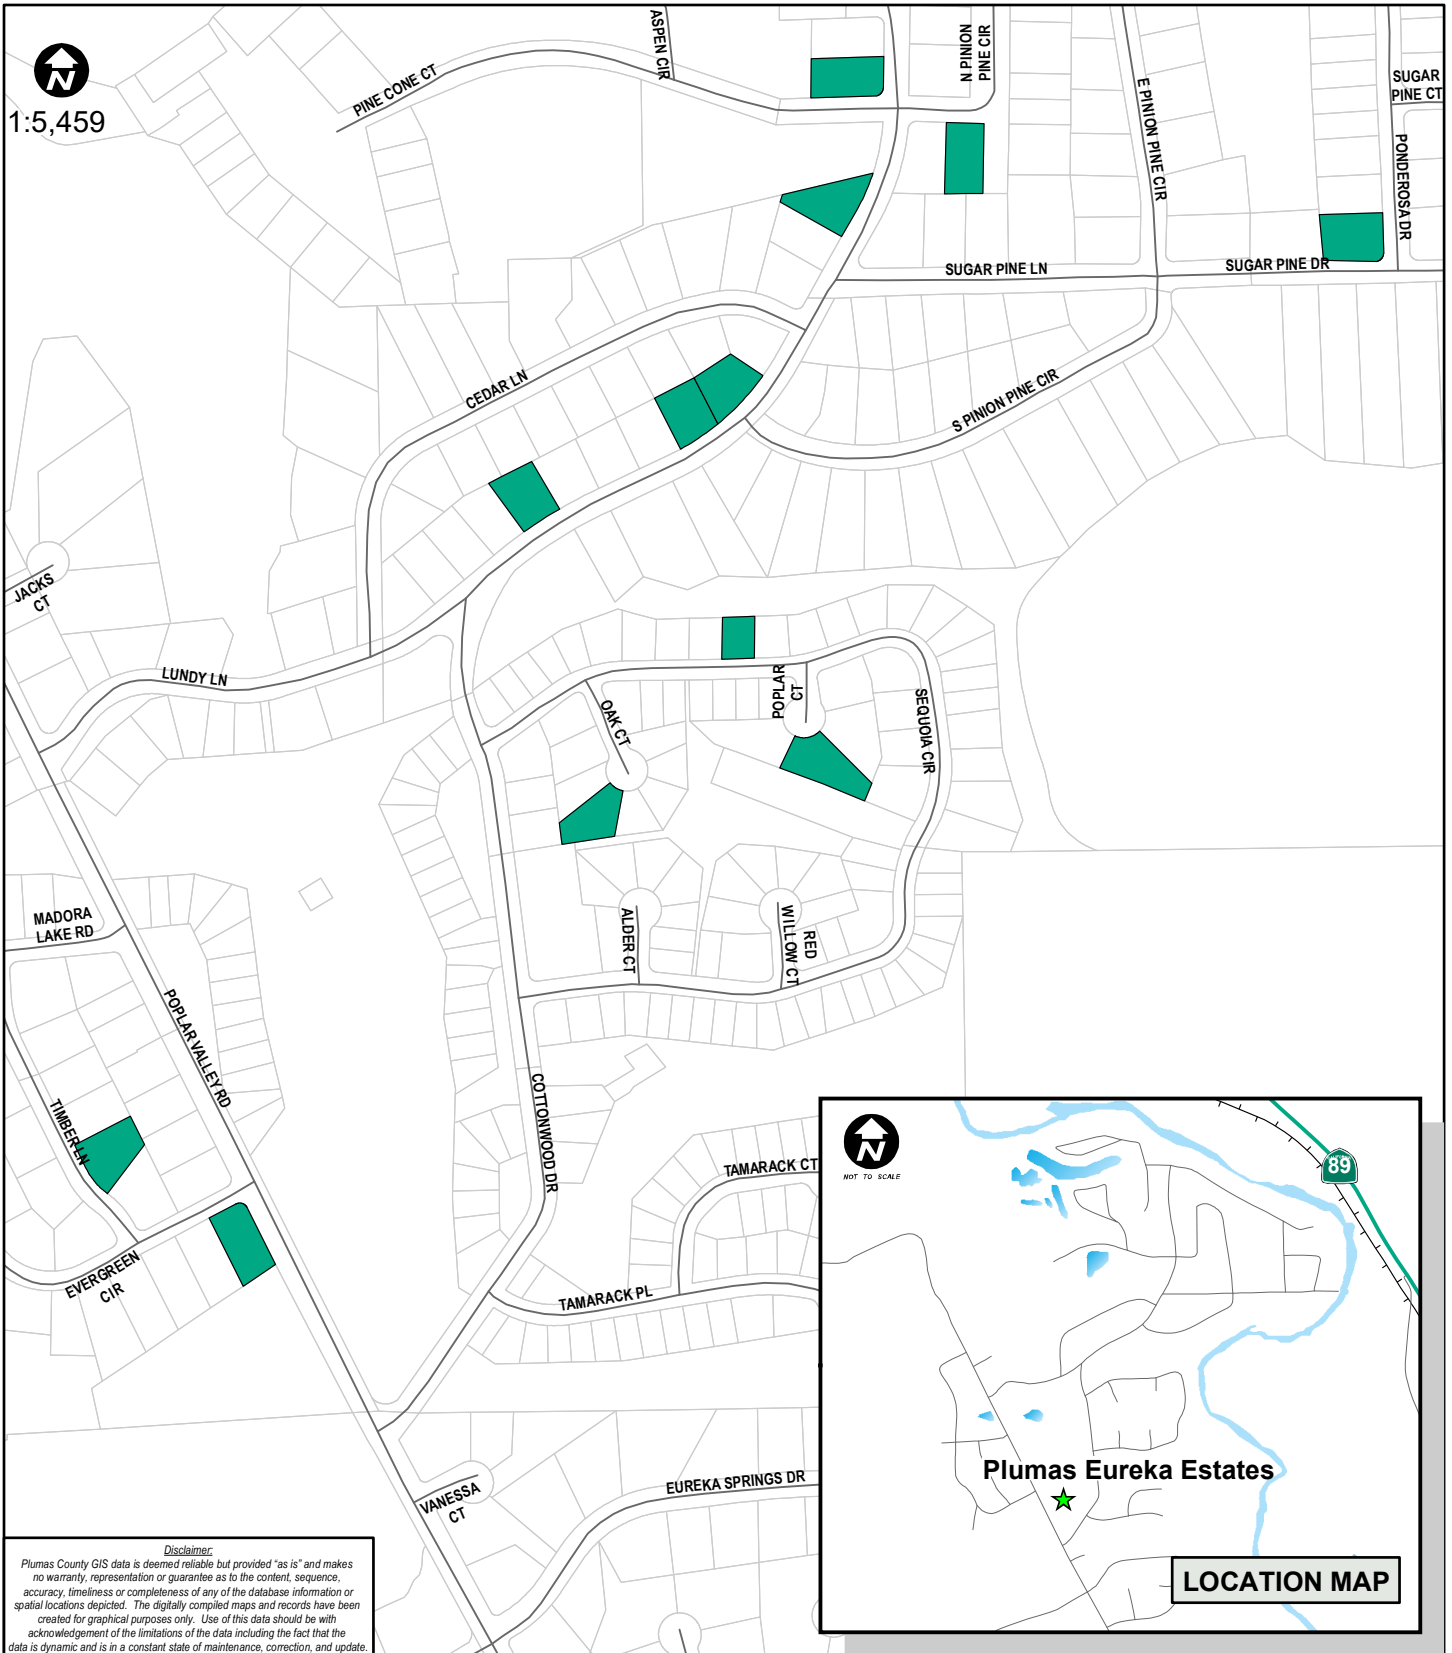 N
1:5,459
PINE CONE CT
ASPEN CIR
N PINION
PINE CIR
E PINION PINE CIR
SUGAR
PINE CT
PONDEROSA DR
SUGAR PINE LN
SUGAR PINE DR
CEDAR LN
S PINION PINE CIR
JACKS
CT
LUNDY LN
OAK CT
POPLAR
CT
SEQUOIA CIR
MADORA
LAKE RD
ALDER CT
RED
WILLOW CT
POPLAR VALLEY RD
TIMBER LN
COTTONWOOD DR
TAMARACK CT
EVERGREEN
CIR
TAMARACK PL
VANESSA
CT
EUREKA SPRINGS DR
N
NOT TO SCALE
89
Plumas Eureka Estates
LOCATION MAP
Disclaimer:
Plumas County GIS data is deemed reliable but provided “as is” and makes
no warranty, representation or guarantee as to the content, sequence,
accuracy, timeliness or completeness of any of the database information or
spatial locations depicted. The digitally compiled maps and records have been
created for graphical purposes only. Use of this data should be with
acknowledgement of the limitations of the data including the fact that the
data is dynamic and is in a constant state of maintenance, correction, and update.